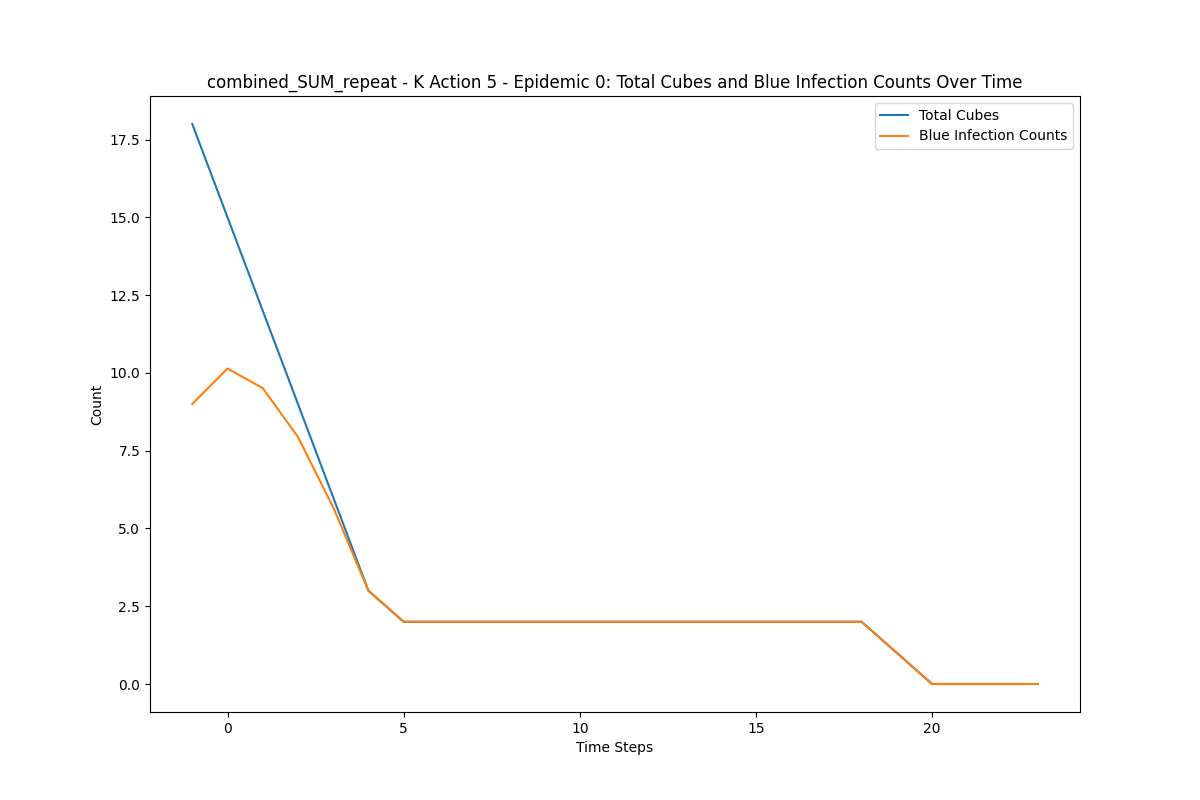 combined_SUM_repeat - K Action 5 - Epidemic 0: Total Cubes and Blue Infection Counts Over Time
Total Cubes
Blue Infection Counts
17.5
15.0
12.5
10.0
7.5
5.0
2.5
0.0
Count
0 5 10 15 20
Time Steps